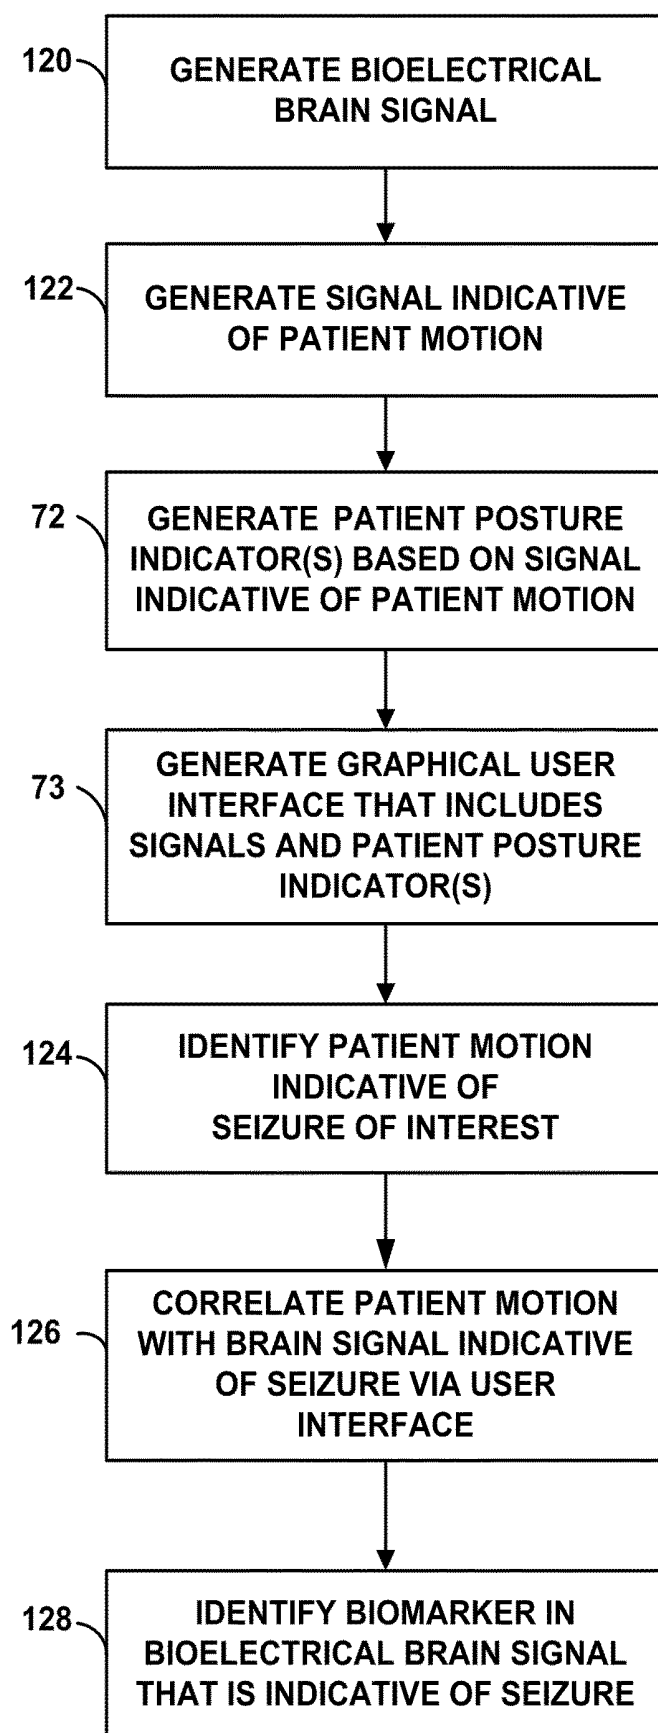 120
GENERATE BIOELECTRICAL
BRAIN SIGNAL
122
GENERATE SIGNAL INDICATIVE
OF PATIENT MOTION
72
GENERATE PATIENT POSTURE
INDICATOR(S) BASED ON SIGNAL
INDICATIVE OF PATIENT MOTION
73
GENERATE GRAPHICAL USER
INTERFACE THAT INCLUDES
SIGNALS AND PATIENT POSTURE
INDICATOR(S)
124
IDENTIFY PATIENT MOTION
INDICATIVE OF
SEIZURE OF INTEREST
126
CORRELATE PATIENT MOTION
WITH BRAIN SIGNAL INDICATIVE
OF SEIZURE VIA USER
INTERFACE
128
IDENTIFY BIOMARKER IN
BIOELECTRICAL BRAIN SIGNAL
THAT IS INDICATIVE OF SEIZURE